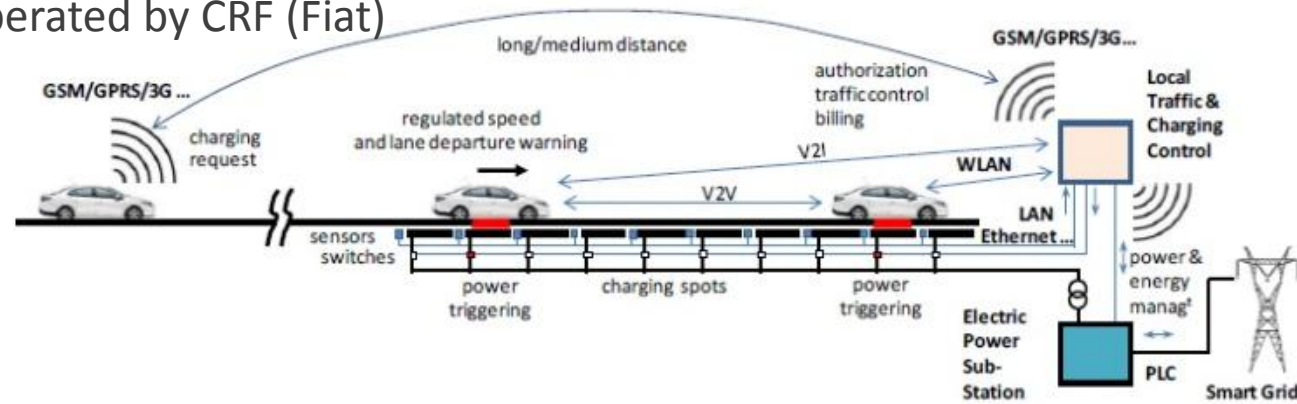 perated by CRF (Fiat)
long/medium distance
GSM/GPRS/3G...
GSM/GPRS/3G ...
charging
request
regulated speed
and lane departure warning
authorization
traffic control
billing
Local
Traffic &
Charging
Control
V2I
WLAN
V2V
LAN
Ethernet ...
sensors
switches
power
triggering
charging spots
power
triggering
power &
energy
managt
Electric
Power
Sub-
Station
PLC
Smart Grid